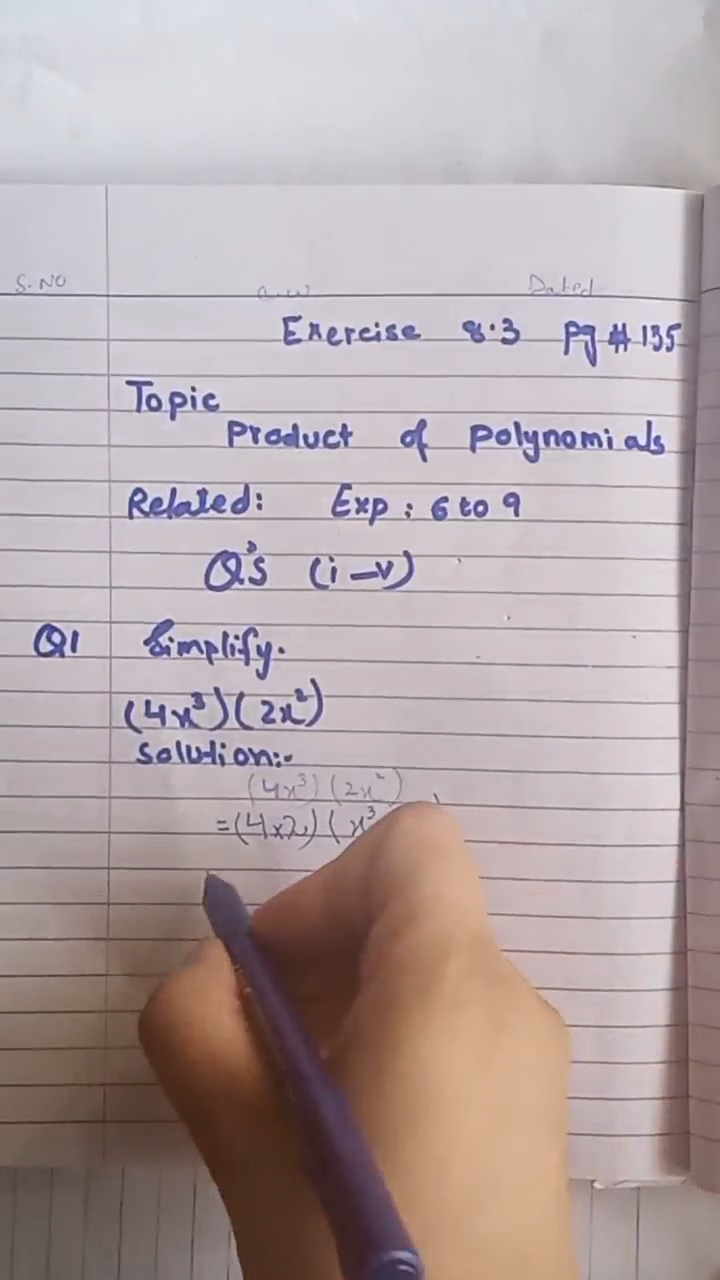 S.NO C.W Dated
Exercise 8.3 Pg # 135
Topic
Product of Polynomials
Related: Exp: 6 to 9
Q's (i-v)
Q1 Simplify.
(4x³)(2x²)
Solution:-
(4x³)(2x²)
=(4×2)(x³